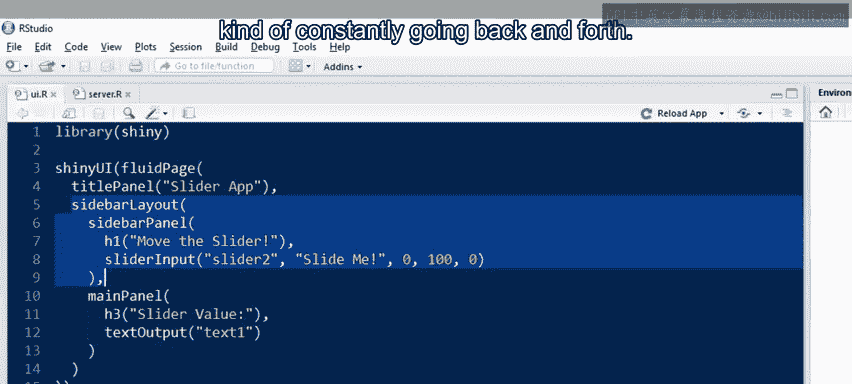 kind of constantly going back and forth.
RStudio
File Edit Code View Plots Session Build Debug Tools Help
Go to file/function
Addins
ui.R
server.R
Environ
Reload App
1 library(shiny)
2
3 shinyUI(fluidPage(
4 titlePanel("Slider App"),
5 sidebarLayout(
6 sidebarPanel(
7 h1("Move the Slider!"),
8 sliderInput("slider2", "Slide Me!", 0, 100, 0)
9 ),
10 mainPanel(
11 h3("Slider Value:"),
12 textOutput("text1")
13 )
14 )